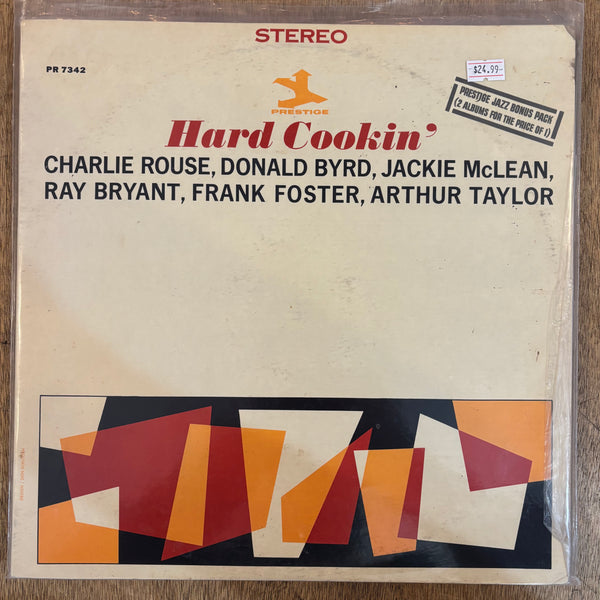 STEREO
PR 7342
$24.99
PRESTIGE
PRESTIGE JAZZ BONUS PACK
(2 ALBUMS FOR THE PRICE OF 1)
Hard Cookin'
CHARLIE ROUSE, DONALD BYRD, JACKIE McLEAN,
RAY BRYANT, FRANK FOSTER, ARTHUR TAYLOR